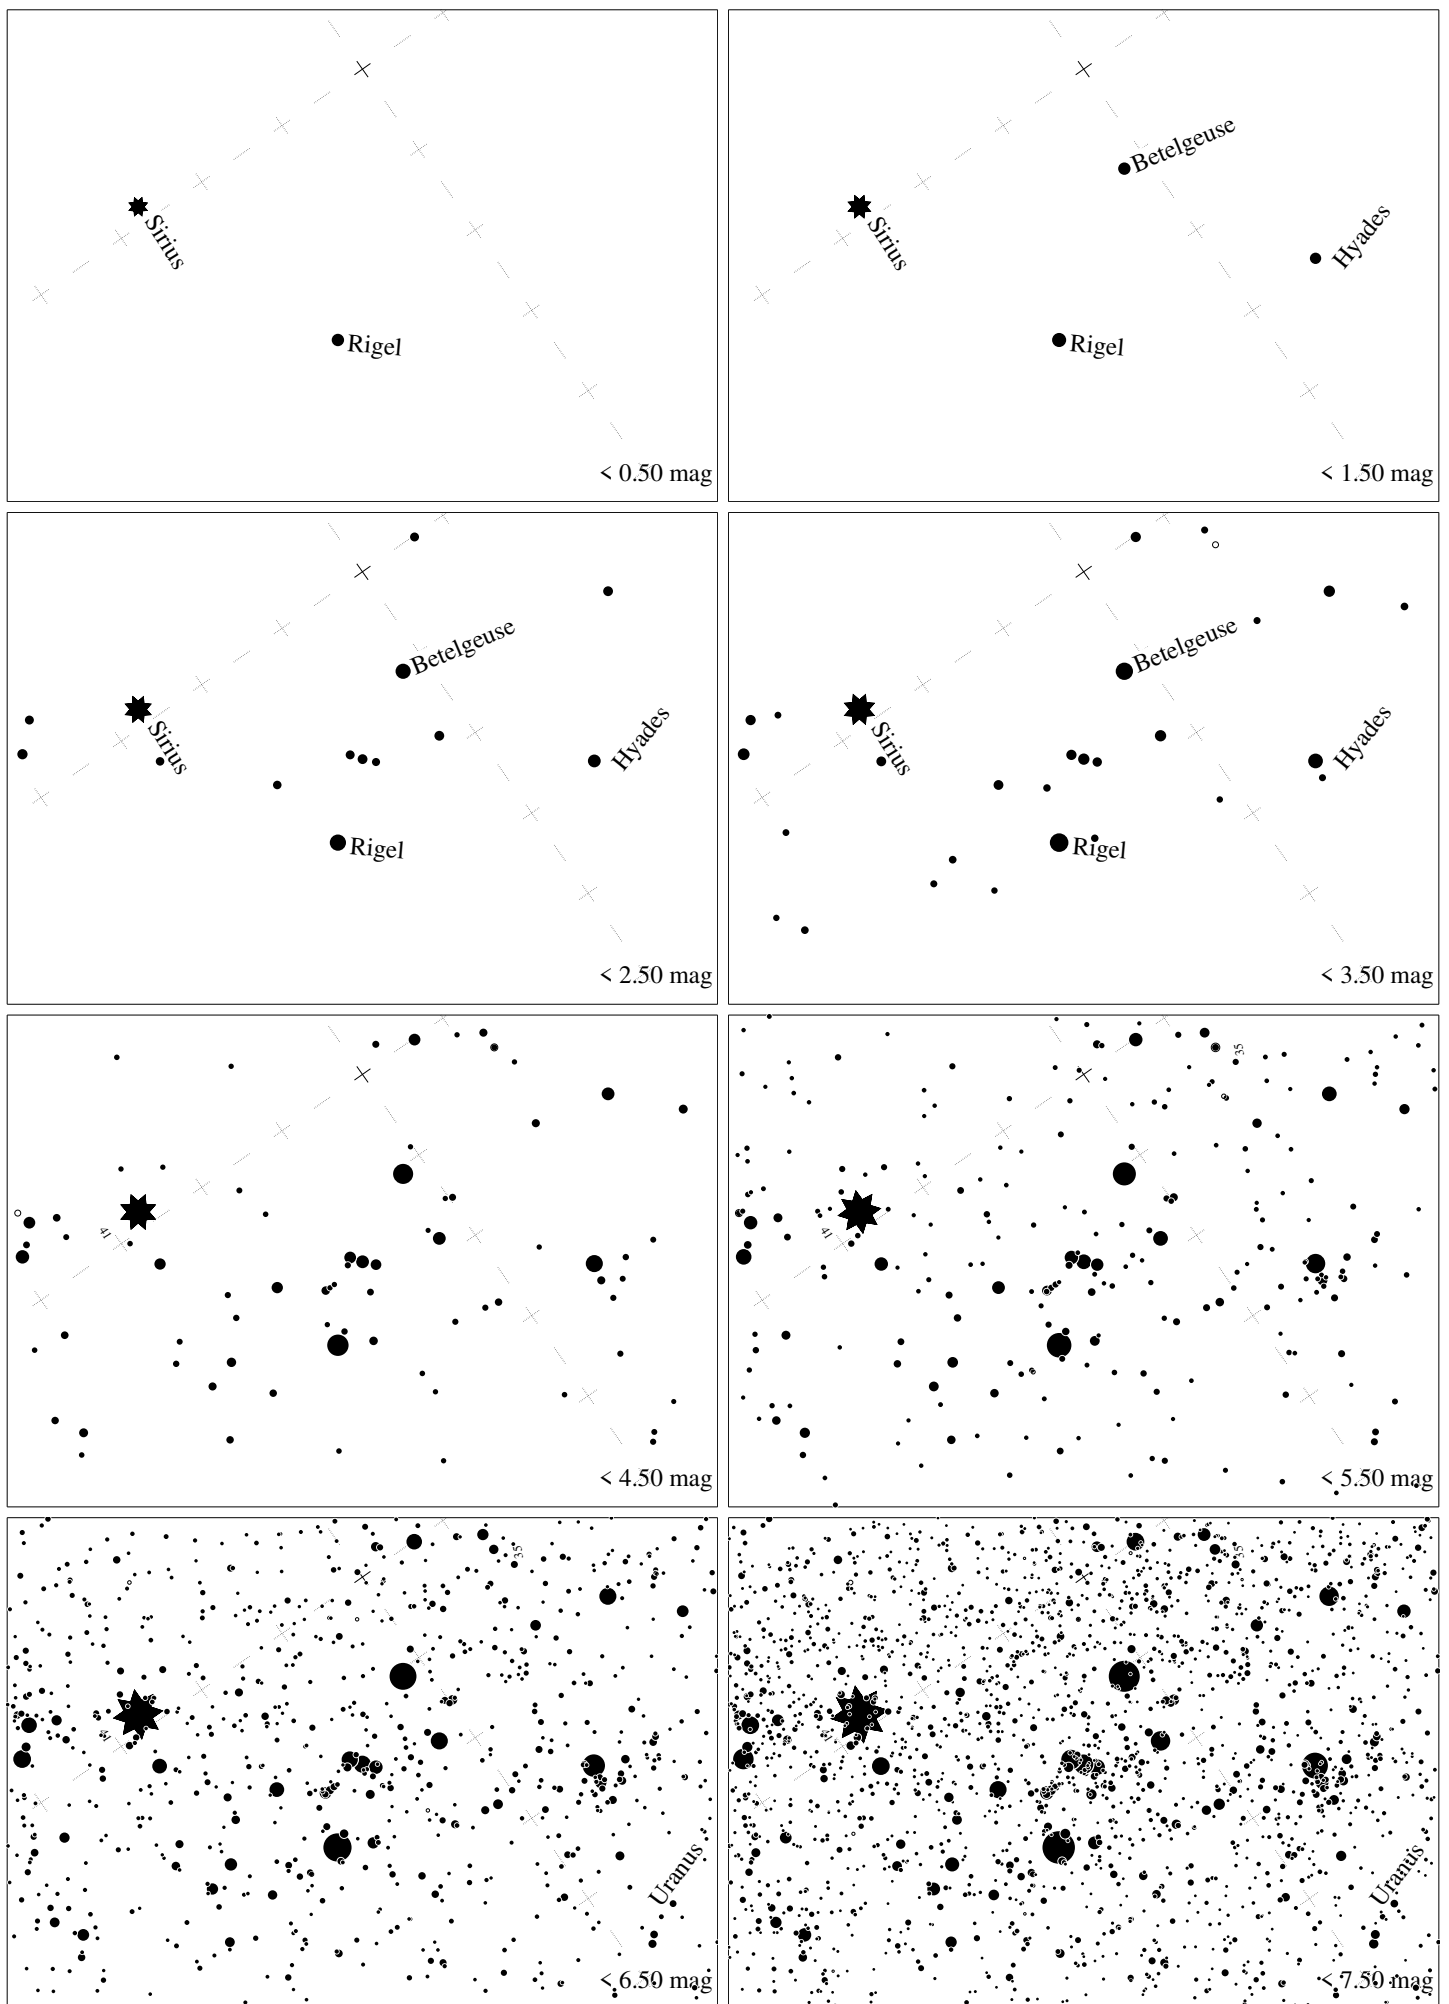 Sirius
Rigel
< 0.50 mag
Betelgeuse
Hyades
Sirius
Rigel
< 1.50 mag
Betelgeuse
Hyades
Sirius
Rigel
< 2.50 mag
Betelgeuse
Hyades
Sirius
Rigel
< 3.50 mag
41
< 4.50 mag
35
41
< 5.50 mag
35
41
Uranus
< 6.50 mag
35
41
Uranus
< 7.50 mag